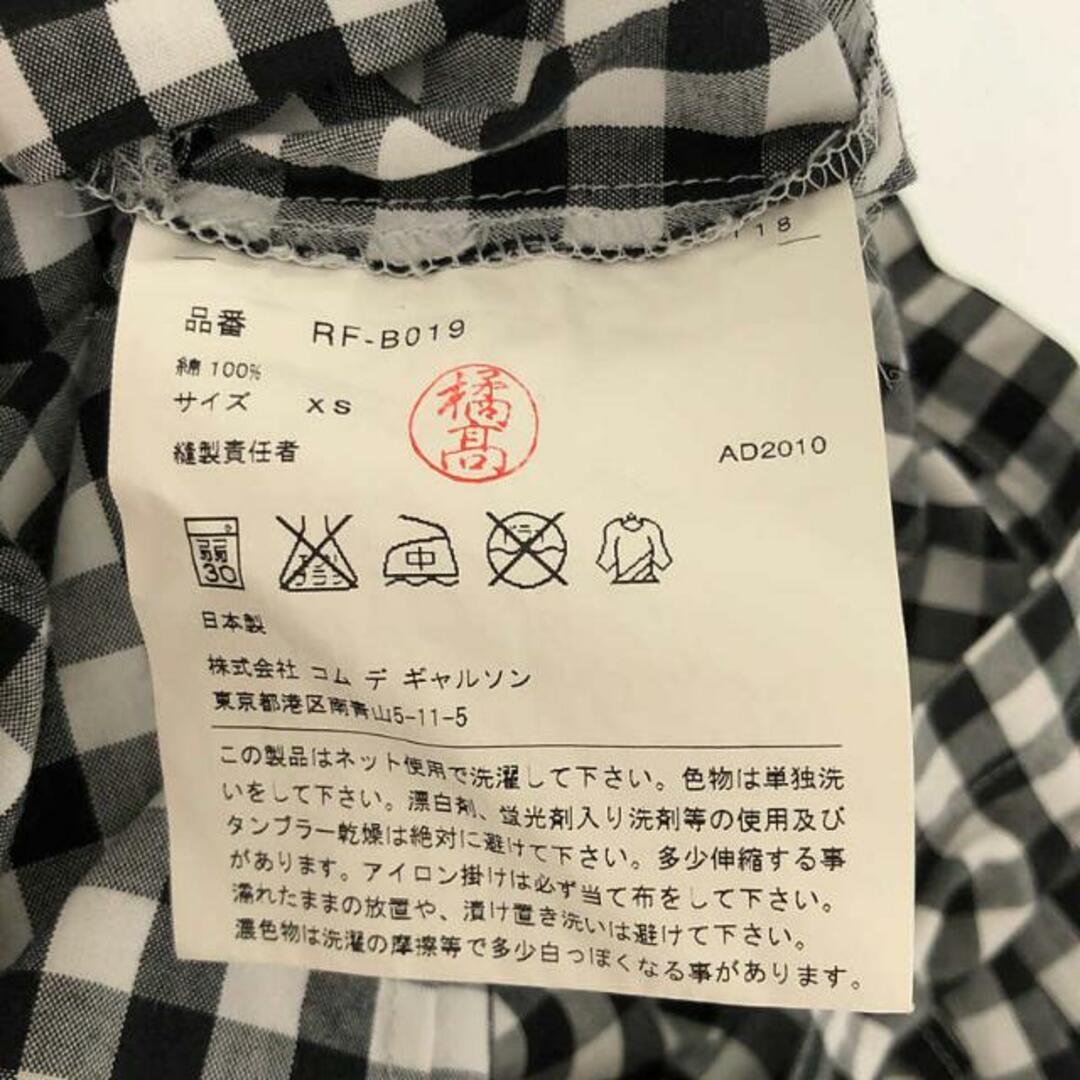 118
品番 RF-B019
綿 100%
サイズ XS
橘高
縫製責任者
AD2010
30
中
日本製
株式会社 コム デ ギャルソン
東京都港区南青山5-11-5
この製品はネット使用で洗濯して下さい。色物は単独洗
いをして下さい。漂白剤、蛍光剤入り洗剤等の使用及び
タンブラー乾燥は絶対に避けて下さい。多少伸縮する事
があります。アイロン掛けは必ず当て布をして下さい。
濡れたままの放置や、漬け置き洗いは避けて下さい。
濃色物は洗濯の摩擦等で多少白っぽくなる事があります。